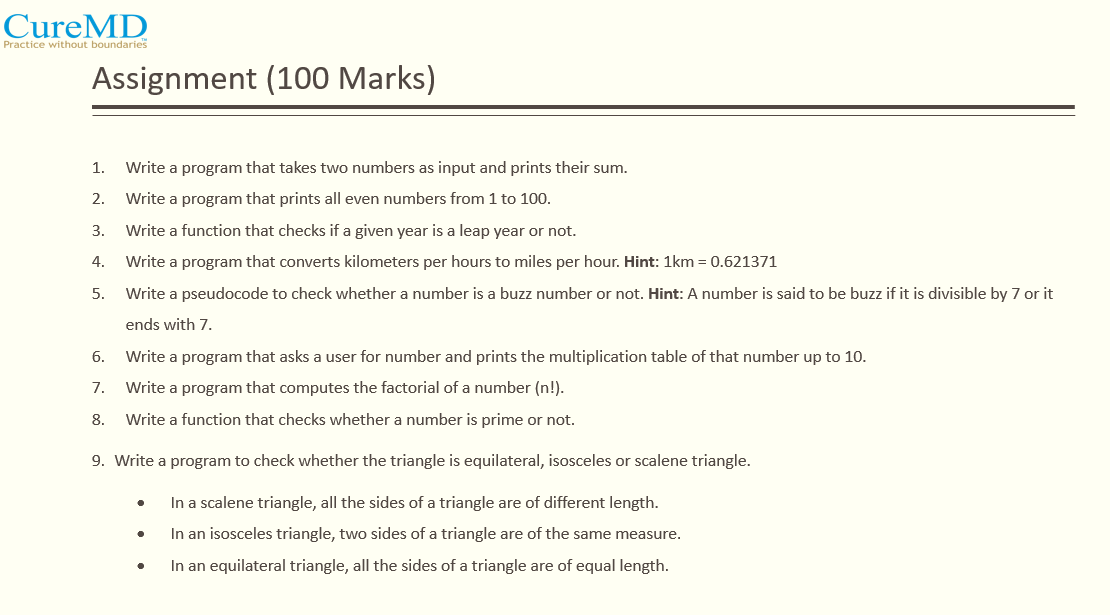 CureMD
Practice without boundaries™
Assignment (100 Marks)
1. Write a program that takes two numbers as input and prints their sum.
2. Write a program that prints all even numbers from 1 to 100.
3. Write a function that checks if a given year is a leap year or not.
4. Write a program that converts kilometers per hours to miles per hour. Hint: 1km = 0.621371
5. Write a pseudocode to check whether a number is a buzz number or not. Hint: A number is said to be buzz if it is divisible by 7 or it
ends with 7.
6. Write a program that asks a user for number and prints the multiplication table of that number up to 10.
7. Write a program that computes the factorial of a number (n!).
8. Write a function that checks whether a number is prime or not.
9. Write a program to check whether the triangle is equilateral, isosceles or scalene triangle.
• In a scalene triangle, all the sides of a triangle are of different length.
• In an isosceles triangle, two sides of a triangle are of the same measure.
• In an equilateral triangle, all the sides of a triangle are of equal length.